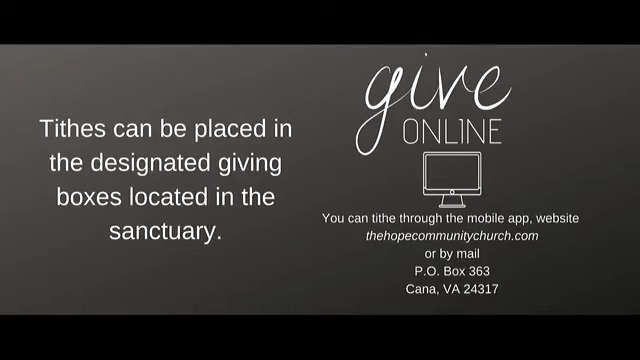 Tithes can be placed in
the designated giving
boxes located in the
sanctuary.
give
ONLINE
You can tithe through the mobile app, website
thehopecommunitychurch.com
or by mail
P.O. Box 363
Cana, VA 24317